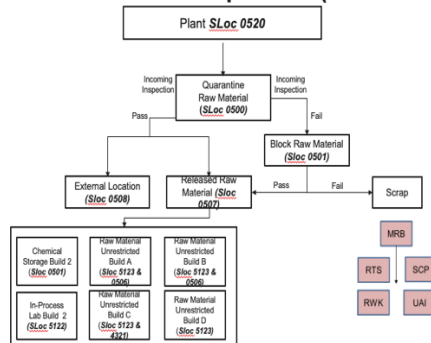 Plant SLoc 0520
Incoming
Inspection
Quarantine
Raw Material
(SLoc 0500)
Incoming
Inspection
Pass
Fail
Block Raw Material
(Sloc 0501)
External Location
(Sloc 0508)
Released Raw
Material (Sloc
0507)
Pass
Fail
Scrap
MRB
RTS
SCP
RWK
UAI
Chemical
Storage Build 2
(Sloc 0501)
Raw Material
Unrestricted
Build A
(Sloc 5123 &
0506)
Raw Material
Unrestricted
Build B
(Sloc 5123 &
0506)
In-Process
Lab Build 2
(SLoc 5122)
Raw Material
Unrestricted
Build C
(Sloc 5123 &
4321)
Raw Material
Unrestricted
Build D
(Sloc 5123)